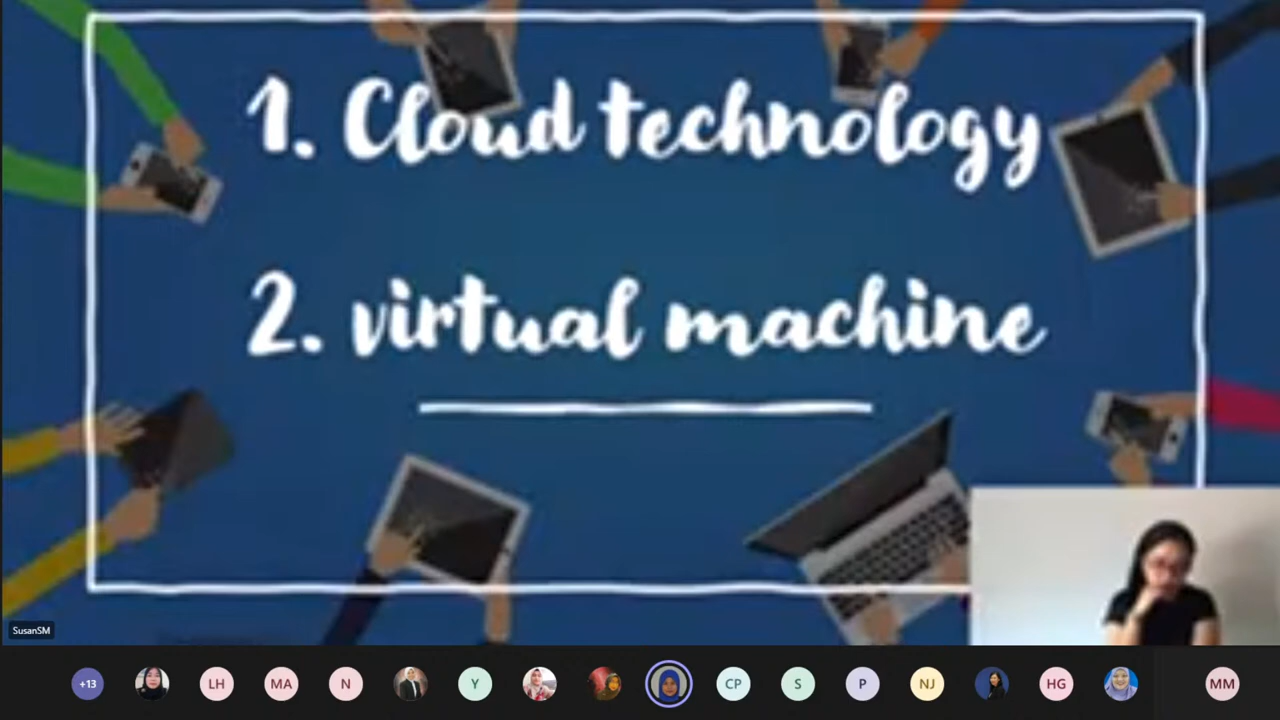 1. Cloud technology
2. virtual machine
SusanSM
+13
LH
MA
N
Y
CP
S
P
NJ
HG
MM